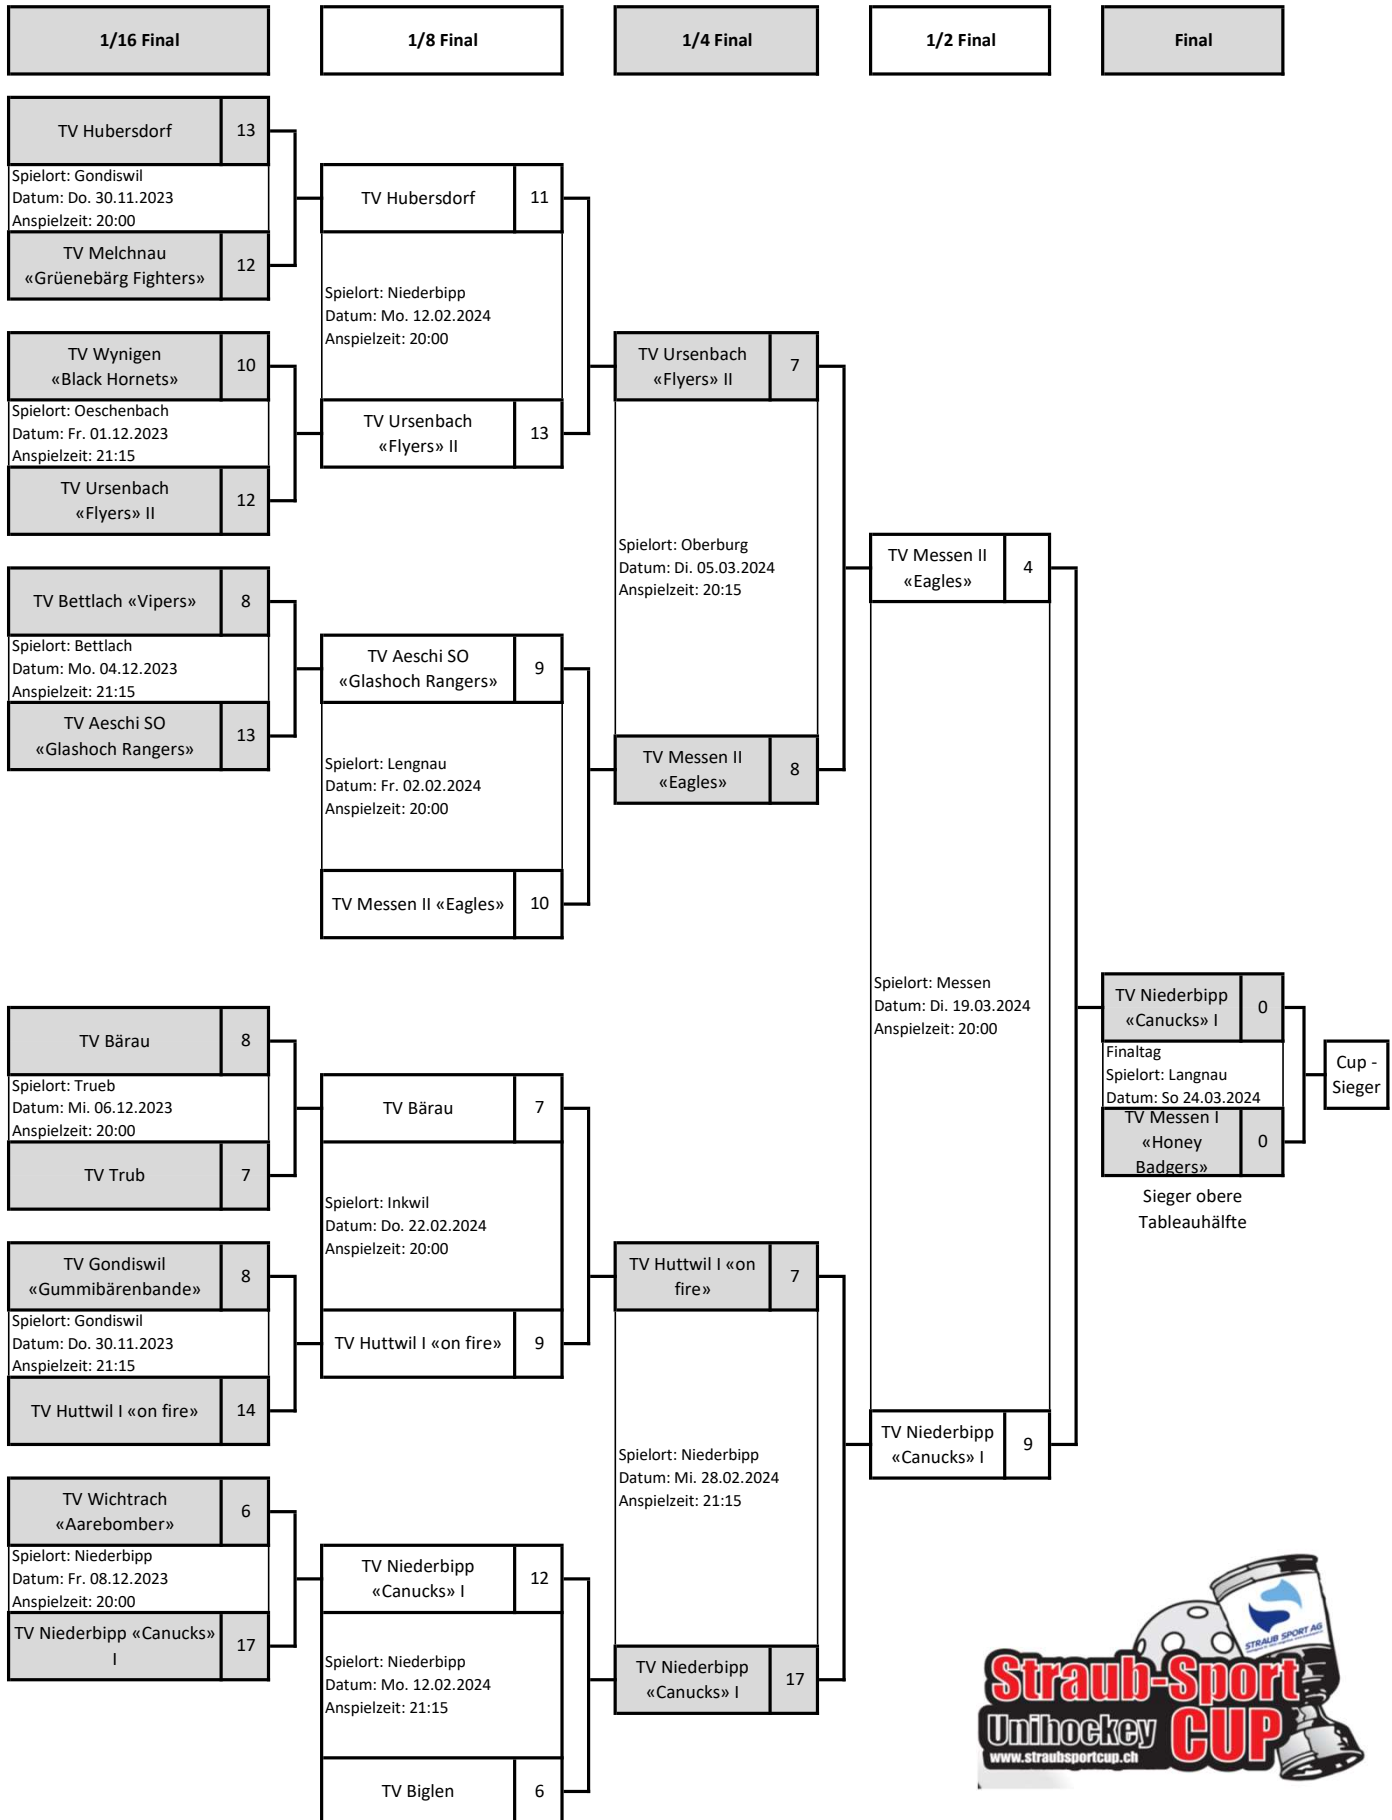 1/16 Final
1/8 Final
1/4 Final
1/2 Final
Final
TV Hubersdorf
13
Spielort: Gondiswil
Datum: Do. 30.11.2023
Anspielzeit: 20:00
TV Melchnau
«Grüenebärg Fighters»
12
TV Wynigen
«Black Hornets»
10
Spielort: Oeschenbach
Datum: Fr. 01.12.2023
Anspielzeit: 21:15
TV Ursenbach
«Flyers» II
12
TV Bettlach «Vipers»
8
Spielort: Bettlach
Datum: Mo. 04.12.2023
Anspielzeit: 21:15
TV Aeschi SO
«Glashoch Rangers»
13
TV Bärau
8
Spielort: Trueb
Datum: Mi. 06.12.2023
Anspielzeit: 20:00
TV Trub
7
TV Gondiswil
«Gummibärenbande»
8
Spielort: Gondiswil
Datum: Do. 30.11.2023
Anspielzeit: 21:15
TV Huttwil I «on fire»
14
TV Wichtrach
«Aarebomber»
6
Spielort: Niederbipp
Datum: Fr. 08.12.2023
Anspielzeit: 20:00
TV Niederbipp «Canucks»
I
17
TV Hubersdorf
11
Spielort: Niederbipp
Datum: Mo. 12.02.2024
Anspielzeit: 20:00
TV Ursenbach
«Flyers» II
13
TV Aeschi SO
«Glashoch Rangers»
9
Spielort: Lengnau
Datum: Fr. 02.02.2024
Anspielzeit: 20:00
TV Messen II «Eagles»
10
TV Bärau
7
Spielort: Inkwil
Datum: Do. 22.02.2024
Anspielzeit: 20:00
TV Huttwil I «on fire»
9
TV Niederbipp
«Canucks» I
12
Spielort: Niederbipp
Datum: Mo. 12.02.2024
Anspielzeit: 21:15
TV Biglen
6
TV Ursenbach
«Flyers» II
7
Spielort: Oberburg
Datum: Di. 05.03.2024
Anspielzeit: 20:15
TV Messen II
«Eagles»
8
TV Huttwil I «on
fire»
7
Spielort: Niederbipp
Datum: Mi. 28.02.2024
Anspielzeit: 21:15
TV Niederbipp
«Canucks» I
17
TV Messen II
«Eagles»
4
Spielort: Messen
Datum: Di. 19.03.2024
Anspielzeit: 20:00
TV Niederbipp
«Canucks» I
9
TV Niederbipp
«Canucks» I
0
Finaltag
Spielort: Langnau
Datum: So 24.03.2024
TV Messen I
«Honey
Badgers»
0
Sieger obere
Tableauhälfte
Cup -
Sieger
STRAUB SPORT AG
Straub-Sport
Unihockey CUP
www.straubsportcup.ch